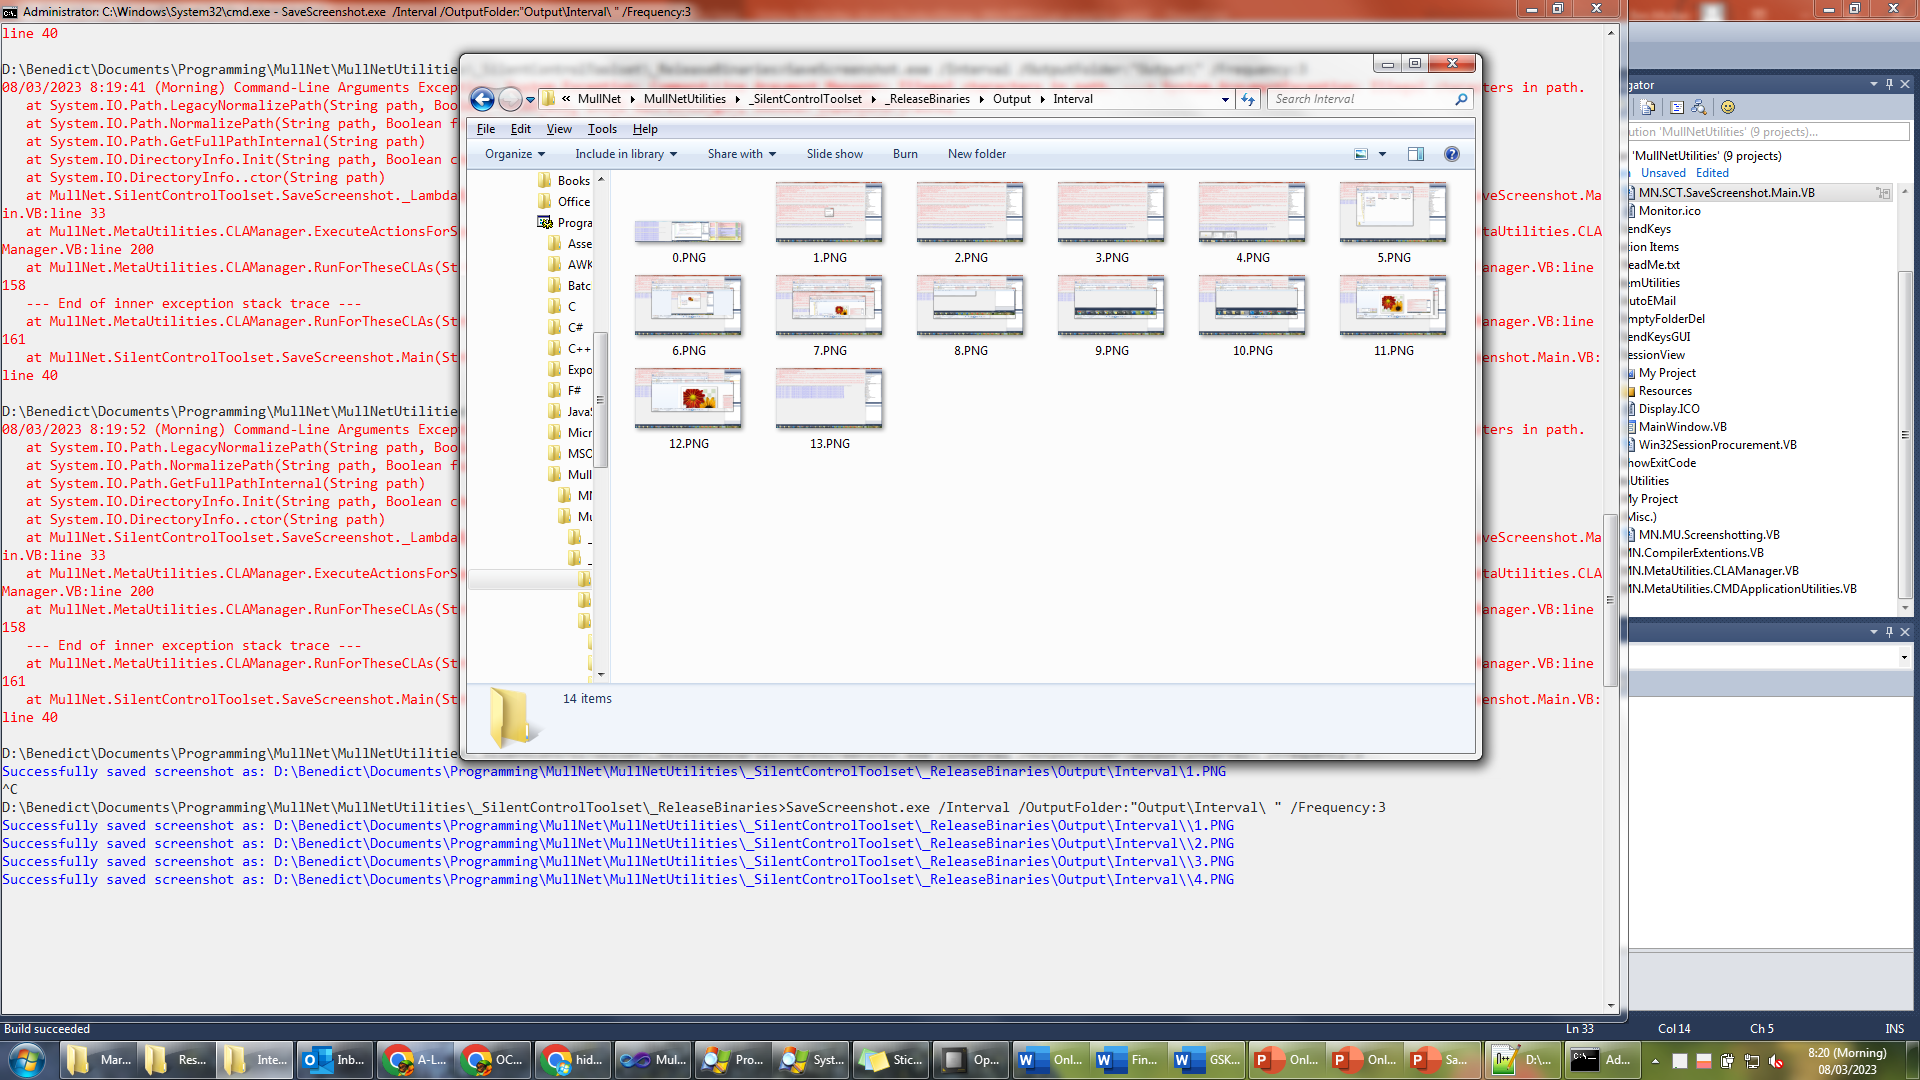 Administrator: C:\Windows\System32\cmd.exe - SaveScreenshot.exe  /Interval /OutputFolder:"Output\Interval\ " /Frequency:3
line 40
D:\Benedict\Documents\Programming\MullNet\MullNetUtilities
08/03/2023 8:19:41 (Morning) Command-Line Arguments Excep
ters in path.
at System.IO.Path.LegacyNormalizePath(String path, Boo
at System.IO.Path.NormalizePath(String path, Boolean f
at System.IO.Path.GetFullPathInternal(String path)
at System.IO.DirectoryInfo.Init(String path, Boolean c
at System.IO.DirectoryInfo..ctor(String path)
at MullNet.SilentControlToolset.SaveScreenshot._Lambda
veScreenshot.Ma
in.VB:line 33
at MullNet.MetaUtilities.CLAManager.ExecuteActionsForS
taUtilities.CLA
Manager.VB:line 200
at MullNet.MetaUtilities.CLAManager.RunForTheseCLAs(St
anager.VB:line
158
--- End of inner exception stack trace ---
at MullNet.MetaUtilities.CLAManager.RunForTheseCLAs(St
anager.VB:line
161
at MullNet.SilentControlToolset.SaveScreenshot.Main(St
enshot.Main.VB:
line 40
D:\Benedict\Documents\Programming\MullNet\MullNetUtilities
08/03/2023 8:19:52 (Morning) Command-Line Arguments Excep
ters in path.
at System.IO.Path.LegacyNormalizePath(String path, Boo
at System.IO.Path.NormalizePath(String path, Boolean f
at System.IO.Path.GetFullPathInternal(String path)
at System.IO.DirectoryInfo.Init(String path, Boolean c
at System.IO.DirectoryInfo..ctor(String path)
at MullNet.SilentControlToolset.SaveScreenshot._Lambda
veScreenshot.Ma
in.VB:line 33
at MullNet.MetaUtilities.CLAManager.ExecuteActionsForS
taUtilities.CLA
Manager.VB:line 200
at MullNet.MetaUtilities.CLAManager.RunForTheseCLAs(St
anager.VB:line
158
--- End of inner exception stack trace ---
at MullNet.MetaUtilities.CLAManager.RunForTheseCLAs(St
anager.VB:line
161
at MullNet.SilentControlToolset.SaveScreenshot.Main(St
enshot.Main.VB:
line 40
D:\Benedict\Documents\Programming\MullNet\MullNetUtilities
Successfully saved screenshot as: D:\Benedict\Documents\Programming\MullNet\MullNetUtilities\_SilentControlToolset\_ReleaseBinaries\Output\Interval\1.PNG
^C
D:\Benedict\Documents\Programming\MullNet\MullNetUtilities\_SilentControlToolset\_ReleaseBinaries>SaveScreenshot.exe /Interval /OutputFolder:"Output\Interval\ " /Frequency:3
Successfully saved screenshot as: D:\Benedict\Documents\Programming\MullNet\MullNetUtilities\_SilentControlToolset\_ReleaseBinaries\Output\Interval\\1.PNG
Successfully saved screenshot as: D:\Benedict\Documents\Programming\MullNet\MullNetUtilities\_SilentControlToolset\_ReleaseBinaries\Output\Interval\\2.PNG
Successfully saved screenshot as: D:\Benedict\Documents\Programming\MullNet\MullNetUtilities\_SilentControlToolset\_ReleaseBinaries\Output\Interval\\3.PNG
Successfully saved screenshot as: D:\Benedict\Documents\Programming\MullNet\MullNetUtilities\_SilentControlToolset\_ReleaseBinaries\Output\Interval\\4.PNG
« MullNet MullNetUtilities _SilentControlToolset _ReleaseBinaries Output Interval
Search Interval
File Edit View Tools Help
Organize Include in library Share with Slide show Burn New folder
Books
Office
Progra
Asse
AWK
Batc
C
C#
C++
Expo
F#
JavaS
Micr
MSC
Mull
MN
Mu
_
_
0.PNG 1.PNG 2.PNG 3.PNG 4.PNG 5.PNG
6.PNG 7.PNG 8.PNG 9.PNG 10.PNG 11.PNG
12.PNG 13.PNG
14 items
gator
ution 'MullNetUtilities' (9 projects)...
'MullNetUtilities' (9 projects)
Unsaved Edited
MN.SCT.SaveScreenshot.Main.VB
Monitor.ico
endKeys
ion Items
eadMe.txt
emUtilities
utoEMail
mptyFolderDel
endKeysGUI
essionView
My Project
Resources
Display.ICO
MainWindow.VB
Win32SessionProcurement.VB
howExitCode
Utilities
My Project
Misc.)
MN.MU.Screenshotting.VB
MN.CompilerExtentions.VB
MN.MetaUtilities.CLAManager.VB
MN.MetaUtilities.CMDApplicationUtilities.VB
Build succeeded
Ln 33 Col 14 Ch 5 INS
Mar... Res... Inte... Inb... A-L... OC... hid... Mul... Pro... Syst... Stic... Op... Onl... Fin... GSK... Onl... Onl... Sa... D:\... Ad...
8:20 (Morning)
08/03/2023